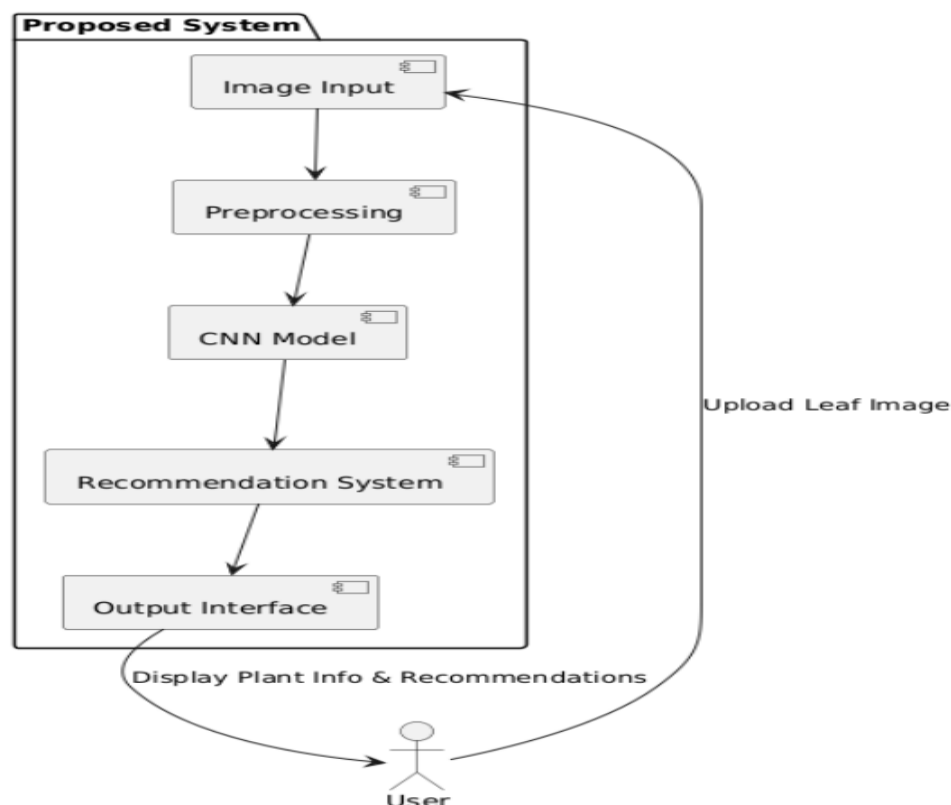 Proposed System
Image Input
Preprocessing
CNN Model
Upload Leaf Image
Recommendation System
Output Interface
Display Plant Info & Recommendations
User